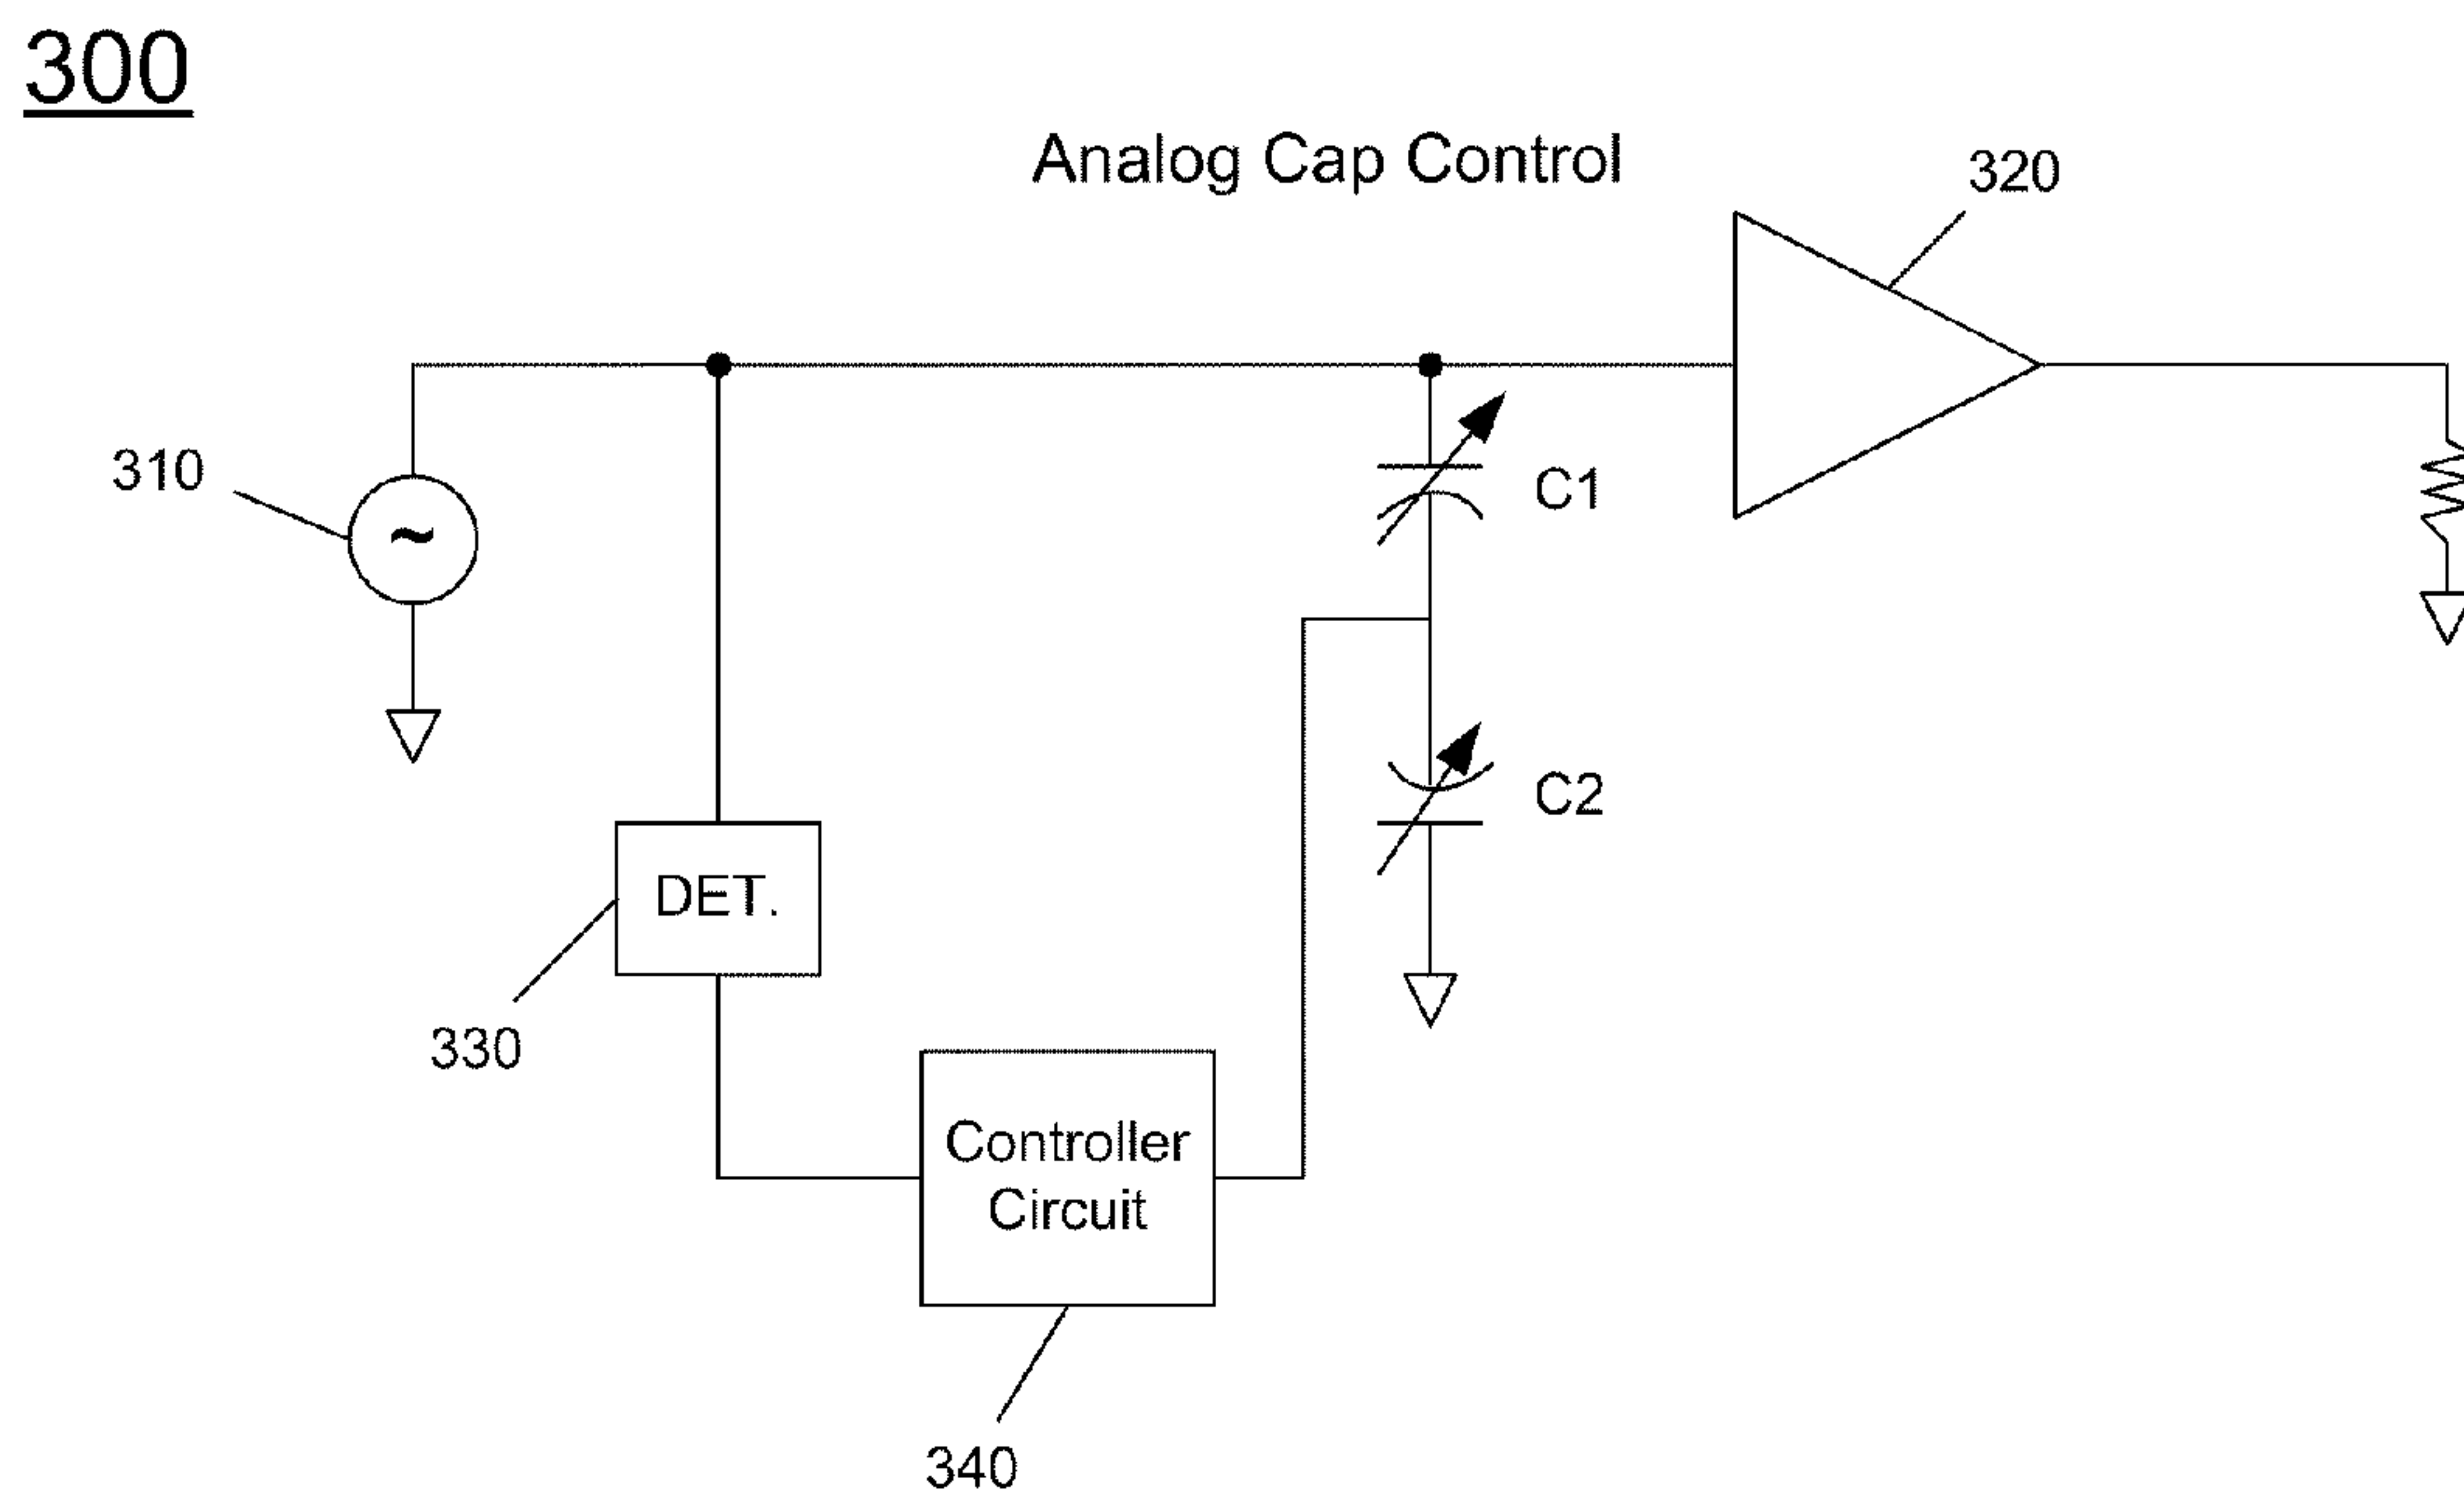 300
Analog Cap Control
320
310
~
C1
C2
DET.
330
Controller
Circuit
340